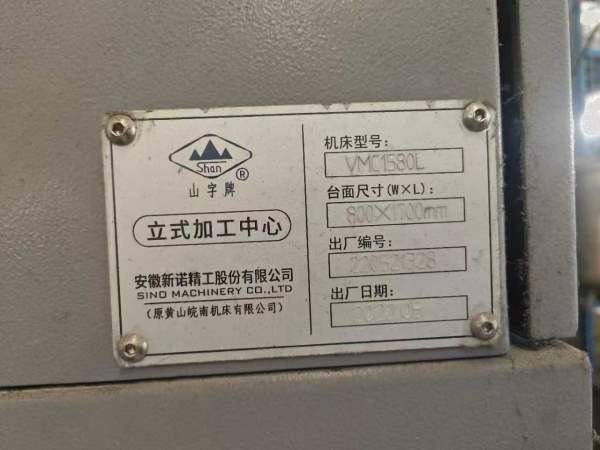 Shan
®
山字牌
立式加工中心
安徽新诺精工股份有限公司
SINO MACHINERY CO.,LTD
（原黄山皖南机床有限公司）
机床型号：
VMC1580L
台面尺寸(W×L)：
800×1700mm
出厂编号：
出厂日期：